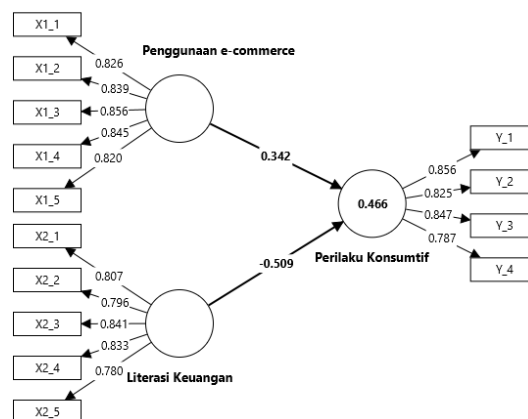 X1_1
X1_2
X1_3
X1_4
X1_5
0.826
0.839
0.856
0.845
0.820
Penggunaan e-commerce
0.342
X2_1
X2_2
X2_3
X2_4
X2_5
0.807
0.796
0.841
0.833
0.780
Literasi Keuangan
-0.509
0.466
Perilaku Konsumtif
0.856
0.825
0.847
0.787
Y_1
Y_2
Y_3
Y_4